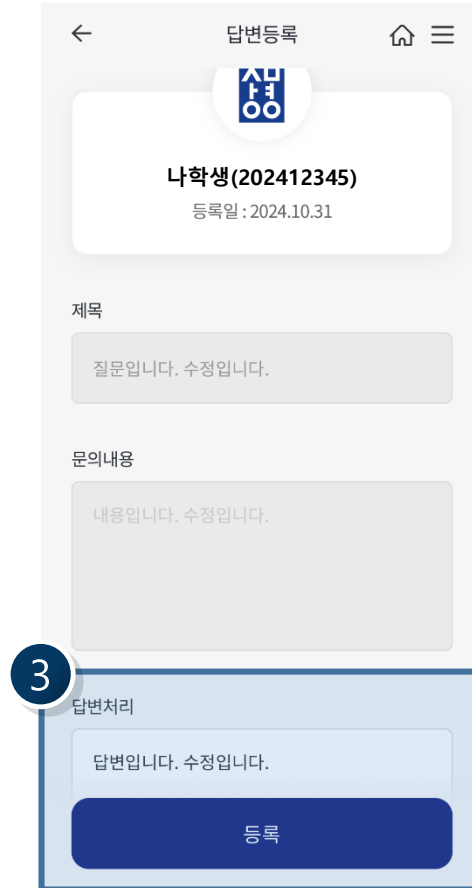 답변등록
나학생(202412345)
등록일 : 2024.10.31
제목
질문입니다. 수정입니다.
문의내용
내용입니다. 수정입니다.
3
답변처리
답변입니다. 수정입니다.
등록